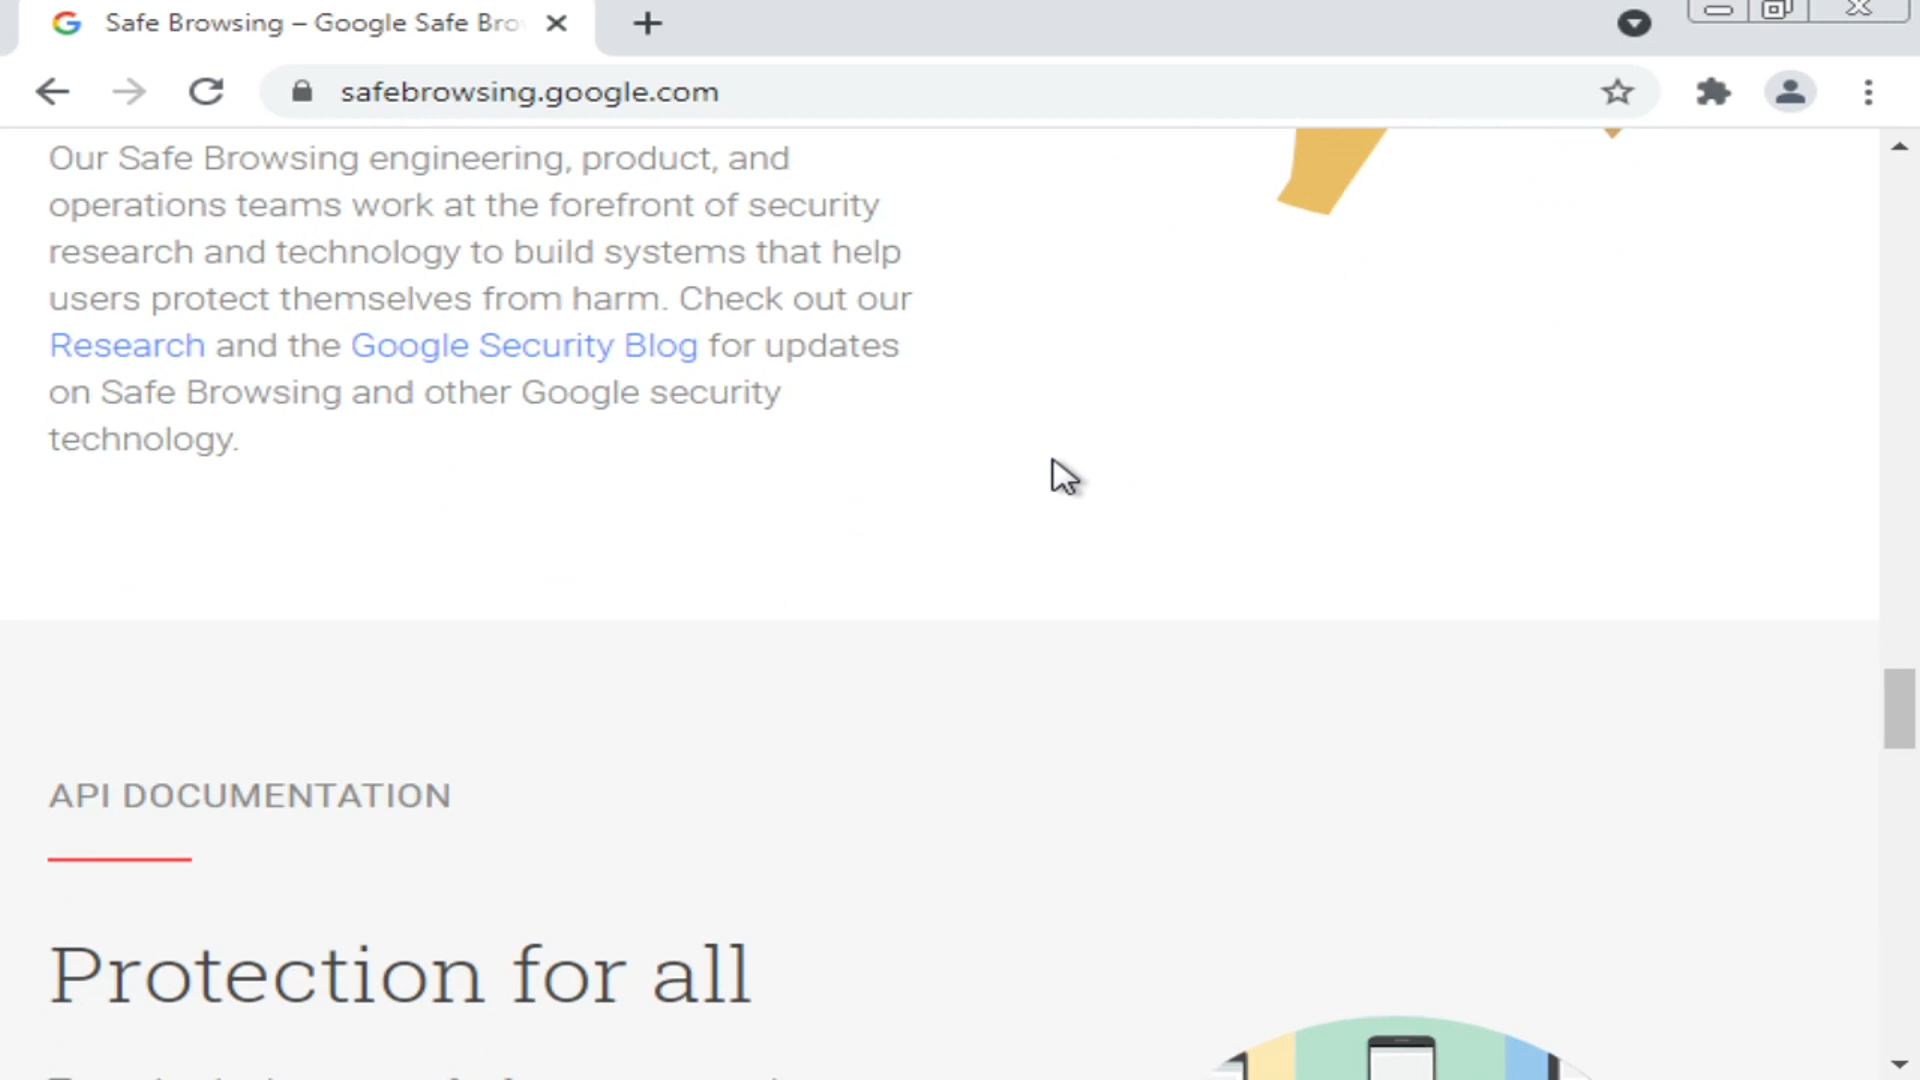 Safe Browsing – Google Safe Bro
safebrowsing.google.com
Our Safe Browsing engineering, product, and
operations teams work at the forefront of security
research and technology to build systems that help
users protect themselves from harm. Check out our
Research and the Google Security Blog for updates
on Safe Browsing and other Google security
technology.
API DOCUMENTATION
Protection for all